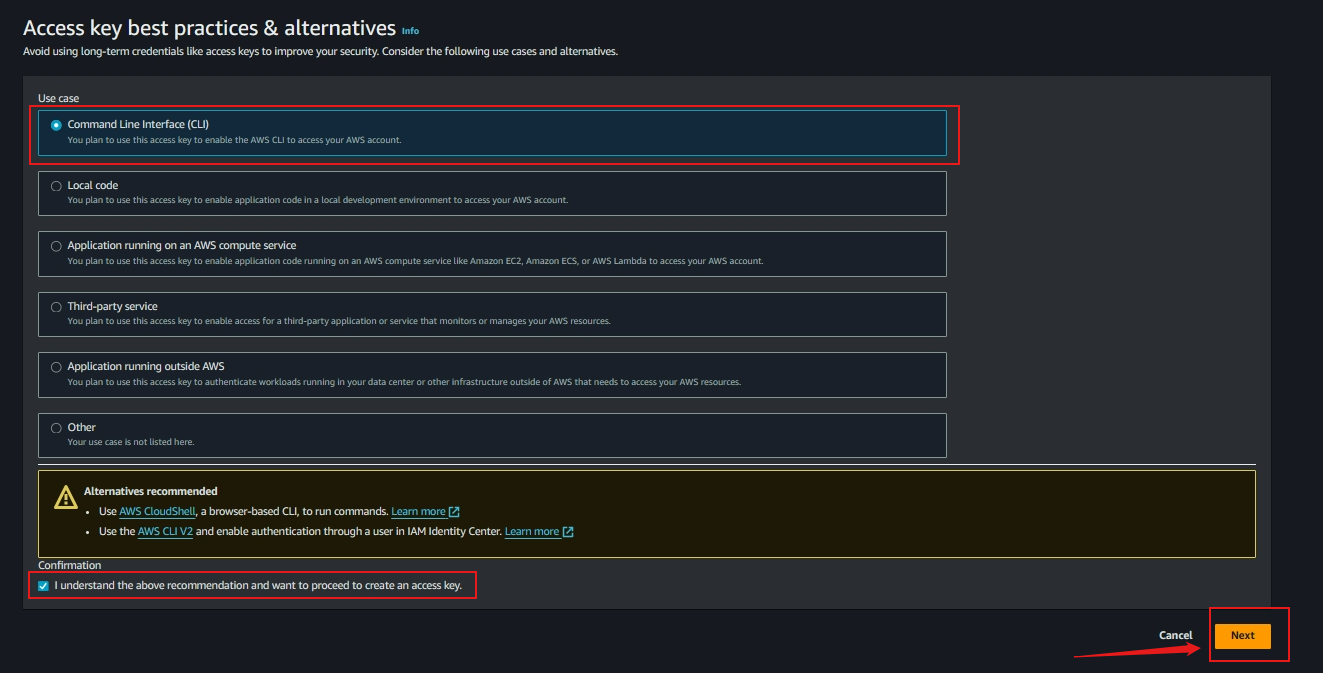 Access key best practices & alternatives Info
Avoid using long-term credentials like access keys to improve your security. Consider the following use cases and alternatives.
Use case
Command Line Interface (CLI)
You plan to use this access key to enable the AWS CLI to access your AWS account.
Local code
You plan to use this access key to enable application code in a local development environment to access your AWS account.
Application running on an AWS compute service
You plan to use this access key to enable application code running on an AWS compute service like Amazon EC2, Amazon ECS, or AWS Lambda to access your AWS account.
Third-party service
You plan to use this access key to enable access for a third-party application or service that monitors or manages your AWS resources.
Application running outside AWS
You plan to use this access key to authenticate workloads running in your data center or other infrastructure outside of AWS that needs to access your AWS resources.
Other
Your use case is not listed here.
Alternatives recommended
• Use AWS CloudShell, a browser-based CLI, to run commands. Learn more
• Use the AWS CLI V2 and enable authentication through a user in IAM Identity Center. Learn more
Confirmation
I understand the above recommendation and want to proceed to create an access key.
Cancel Next